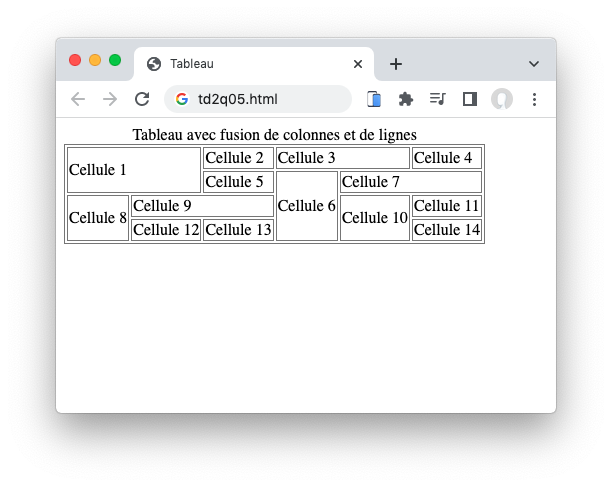 Tableau
td2q05.html
Tableau avec fusion de colonnes et de lignes
Cellule 1 Cellule 2 Cellule 3 Cellule 4
Cellule 5 Cellule 6 Cellule 7
Cellule 8 Cellule 9 Cellule 10 Cellule 11
Cellule 12 Cellule 13 Cellule 14